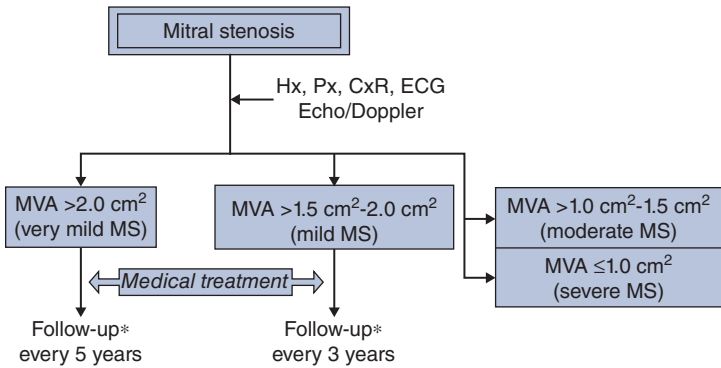 Mitral stenosis
Hx, Px, CxR, ECG
Echo/Doppler
MVA >2.0 cm²
(very mild MS)
MVA >1.5 cm²-2.0 cm²
(mild MS)
MVA >1.0 cm²-1.5 cm²
(moderate MS)
MVA ≤1.0 cm²
(severe MS)
Medical treatment
Follow-up*
every 5 years
Follow-up*
every 3 years